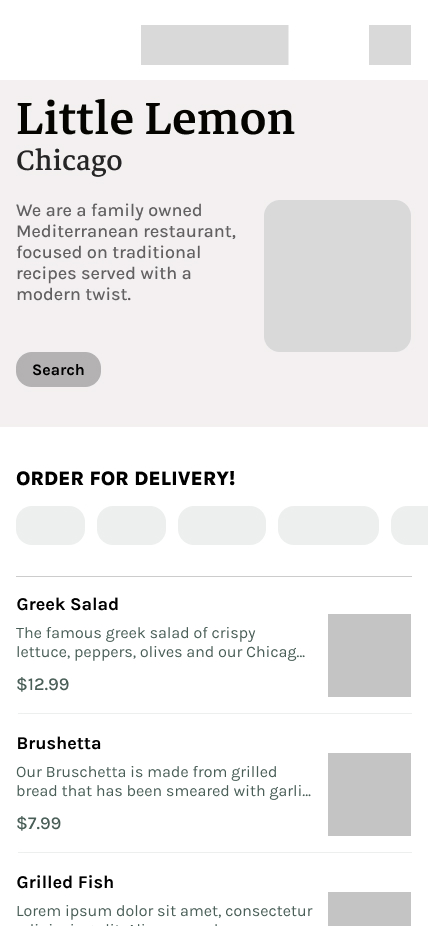 Little Lemon
Chicago
We are a family owned
Mediterranean restaurant,
focused on traditional
recipes served with a
modern twist.
Search
ORDER FOR DELIVERY!
Greek Salad
The famous greek salad of crispy
lettuce, peppers, olives and our Chicag...
$12.99
Brushetta
Our Bruschetta is made from grilled
bread that has been smeared with garli...
$7.99
Grilled Fish
Lorem ipsum dolor sit amet, consectetur